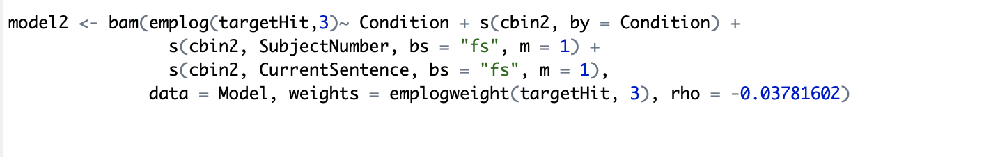 model2 <- bam(emplog(targetHit,3)~ Condition + s(cbin2, by = Condition) +
s(cbin2, SubjectNumber, bs = "fs", m = 1) +
s(cbin2, CurrentSentence, bs = "fs", m = 1),
data = Model, weights = emplogweight(targetHit, 3), rho = -0.03781602)